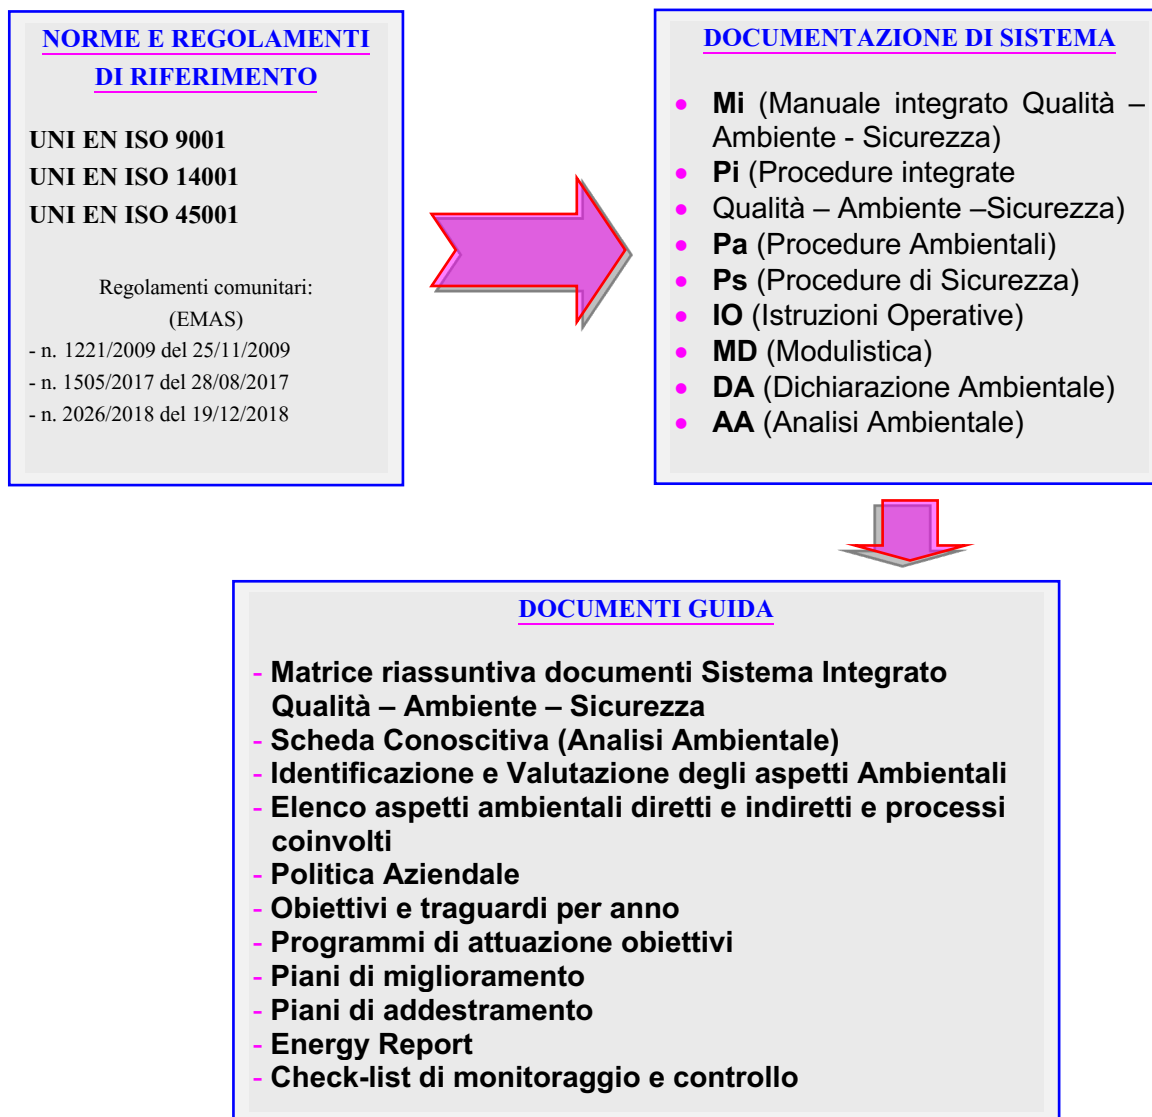 NORME E REGOLAMENTI
DI RIFERIMENTO
UNI EN ISO 9001
UNI EN ISO 14001
UNI EN ISO 45001
Regolamenti comunitari:
(EMAS)
- n. 1221/2009 del 25/11/2009
- n. 1505/2017 del 28/08/2017
- n. 2026/2018 del 19/12/2018
DOCUMENTAZIONE DI SISTEMA
• Mi (Manuale integrato Qualità –
Ambiente - Sicurezza)
• Pi (Procedure integrate
• Qualità – Ambiente –Sicurezza)
• Pa (Procedure Ambientali)
• Ps (Procedure di Sicurezza)
• IO (Istruzioni Operative)
• MD (Modulistica)
• DA (Dichiarazione Ambientale)
• AA (Analisi Ambientale)
DOCUMENTI GUIDA
- Matrice riassuntiva documenti Sistema Integrato
Qualità – Ambiente – Sicurezza
- Scheda Conoscitiva (Analisi Ambientale)
- Identificazione e Valutazione degli aspetti Ambientali
- Elenco aspetti ambientali diretti e indiretti e processi
coinvolti
- Politica Aziendale
- Obiettivi e traguardi per anno
- Programmi di attuazione obiettivi
- Piani di miglioramento
- Piani di addestramento
- Energy Report
- Check-list di monitoraggio e controllo